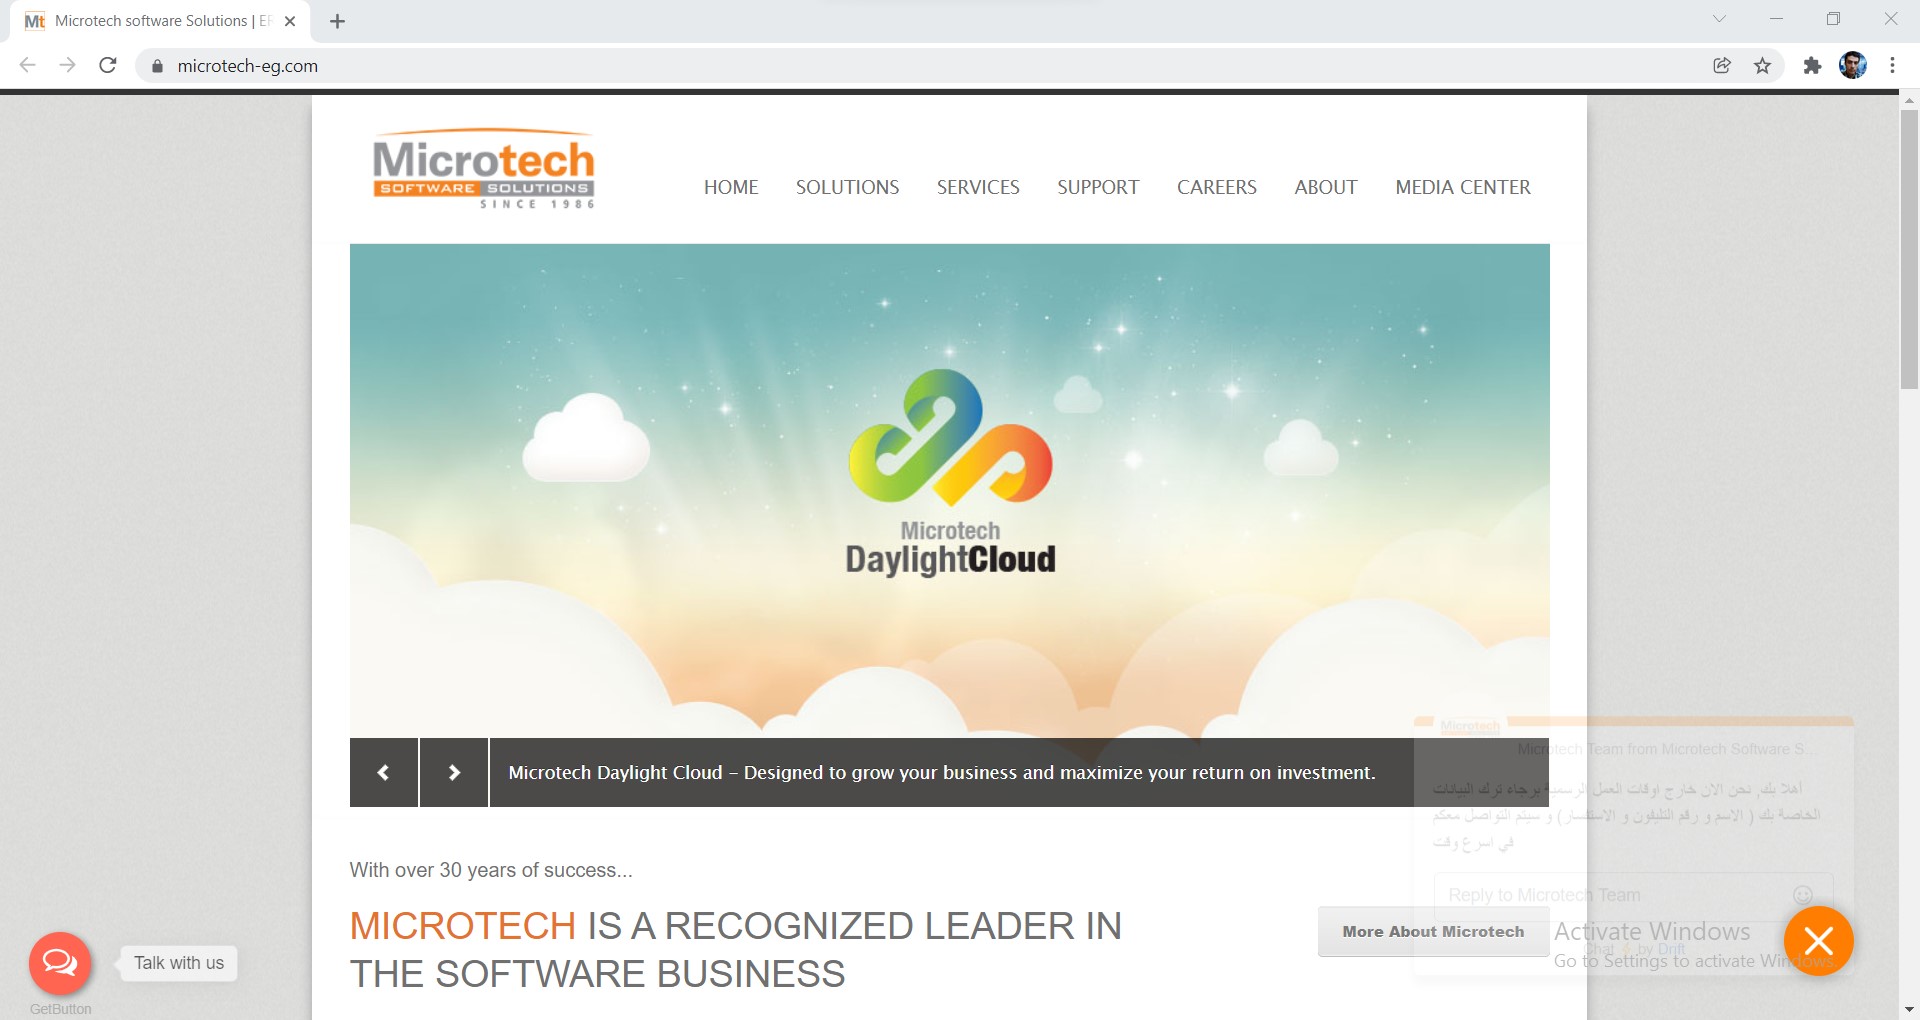 Mt Microtech software Solutions | ER
microtech-eg.com
Microtech
SOFTWARE SOLUTIONS
SINCE 1986
HOME SOLUTIONS SERVICES SUPPORT CAREERS ABOUT MEDIA CENTER
Microtech
DaylightCloud
Microtech Daylight Cloud – Designed to grow your business and maximize your return on investment.
Microtech
Microtech Team from Microtech Software S...
أهلا بك, نحن الان خارج اوقات العمل الرسمية برجاء ترك البيانات
الخاصة بك ( الاسم و رقم التليفون و الاستفسار) و سيتم التواصل معكم
في اسرع وقت
Reply to Microtech Team
Chat by Drift
With over 30 years of success...
MICROTECH IS A RECOGNIZED LEADER IN
THE SOFTWARE BUSINESS
More About Microtech
Activate Windows
Go to Settings to activate Windows.
Talk with us
GetButton